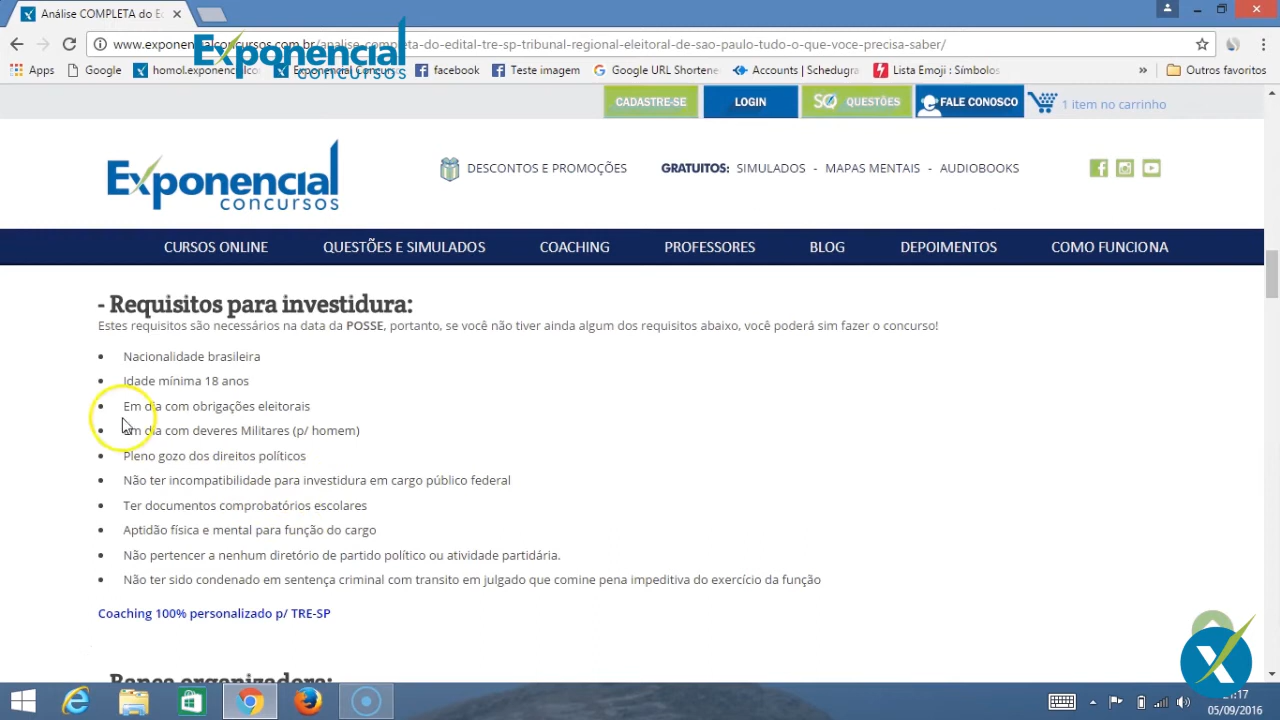 Análise COMPLETA do E
www.exponencialconcursos.com.br/analise-completa-do-edital-tre-sp-tribunal-regional-eleitoral-de-sao-paulo-tudo-o-que-voce-precisa-saber/
Exponencial
concursos
Apps
Google
homol.exponencialco
Exponencial Concurs
facebook
Teste imagem
Google URL Shortene
Accounts | Schedugra
Lista Emoji : Símbolos
»
Outros favoritos
CADASTRE-SE
LOGIN
SQ QUESTÕES
FALE CONOSCO
1 item no carrinho
Exponencial
concursos
DESCONTOS E PROMOÇÕES
GRATUITOS: SIMULADOS - MAPAS MENTAIS - AUDIOBOOKS
CURSOS ONLINE
QUESTÕES E SIMULADOS
COACHING
PROFESSORES
BLOG
DEPOIMENTOS
COMO FUNCIONA
- Requisitos para investidura:
Estes requisitos são necessários na data da POSSE, portanto, se você não tiver ainda algum dos requisitos abaixo, você poderá sim fazer o concurso!
• Nacionalidade brasileira
• Idade mínima 18 anos
• Em dia com obrigações eleitorais
• Em dia com deveres Militares (p/ homem)
• Pleno gozo dos direitos políticos
• Não ter incompatibilidade para investidura em cargo público federal
• Ter documentos comprobatórios escolares
• Aptidão física e mental para função do cargo
• Não pertencer a nenhum diretório de partido político ou atividade partidária.
• Não ter sido condenado em sentença criminal com transito em julgado que comine pena impeditiva do exercício da função
Coaching 100% personalizado p/ TRE-SP
Banca organizadora:
05/09/2016